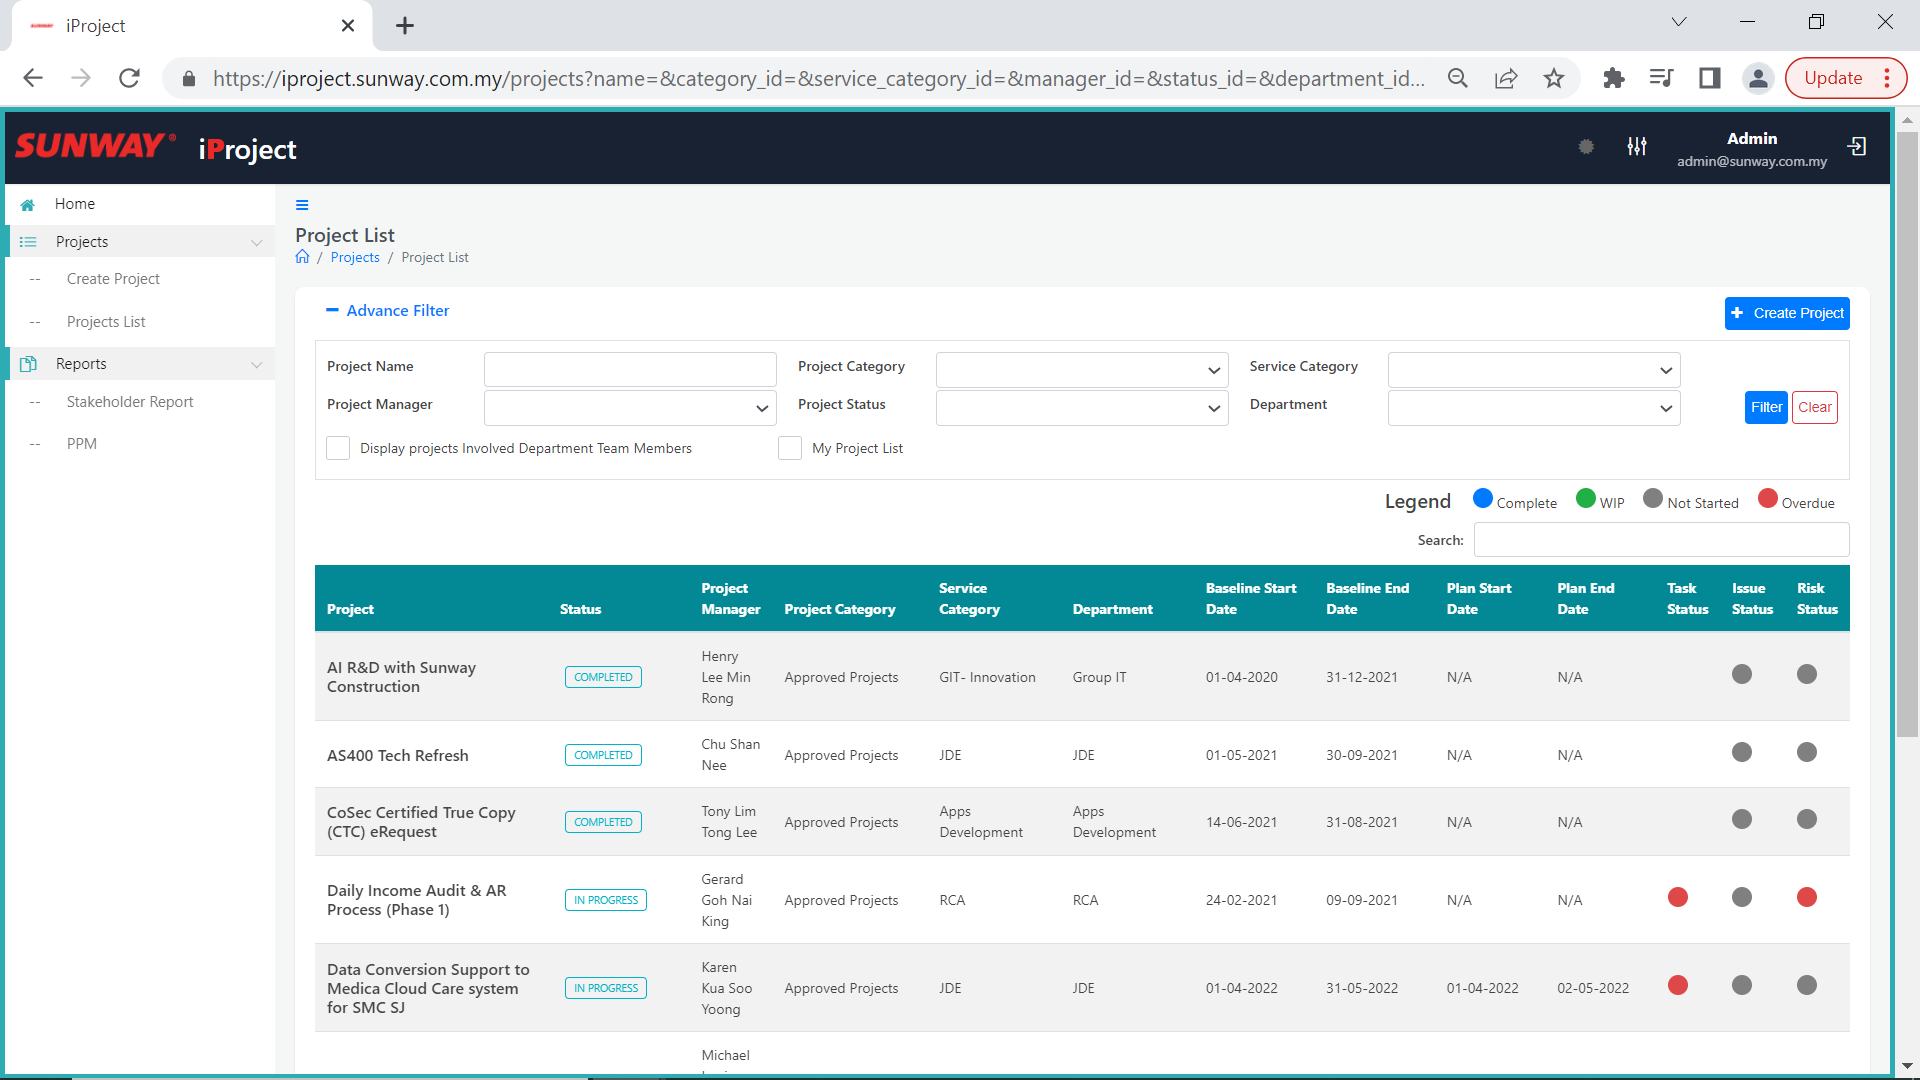 iProject
https://iproject.sunway.com.my/projects?name=&category_id=&service_category_id=&manager_id=&status_id=&department_id...
Update
SUNWAY®
iProject
Admin
admin@sunway.com.my
Home
Projects
-- Create Project
-- Projects List
Reports
-- Stakeholder Report
-- PPM
Project List
/ Projects / Project List
Advance Filter
+ Create Project
Project Name
Project Category
Service Category
Project Manager
Project Status
Department
Filter
Clear
Display projects Involved Department Team Members
My Project List
Legend Complete WIP Not Started Overdue
Search:
Project
Status
Project
Manager
Project Category
Service
Category
Department
Baseline Start
Date
Baseline End
Date
Plan Start
Date
Plan End
Date
Task
Status
Issue
Status
Risk
Status
AI R&D with Sunway
Construction
COMPLETED
Henry
Lee Min
Rong
Approved Projects
GIT- Innovation
Group IT
01-04-2020
31-12-2021
N/A
N/A
AS400 Tech Refresh
COMPLETED
Chu Shan
Nee
Approved Projects
JDE
JDE
01-05-2021
30-09-2021
N/A
N/A
CoSec Certified True Copy
(CTC) eRequest
COMPLETED
Tony Lim
Tong Lee
Approved Projects
Apps
Development
Apps
Development
14-06-2021
31-08-2021
N/A
N/A
Daily Income Audit & AR
Process (Phase 1)
IN PROGRESS
Gerard
Goh Nai
King
Approved Projects
RCA
RCA
24-02-2021
09-09-2021
N/A
N/A
Data Conversion Support to
Medica Cloud Care system
for SMC SJ
IN PROGRESS
Karen
Kua Soo
Yoong
Approved Projects
JDE
JDE
01-04-2022
31-05-2022
01-04-2022
02-05-2022
Michael